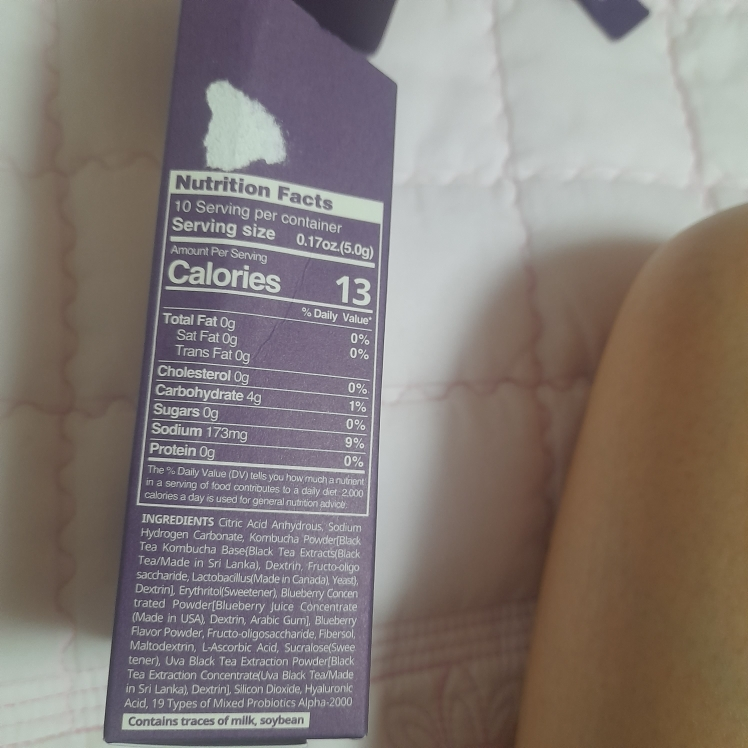 Nutrition Facts
10 Serving per container
Serving size 0.17oz.(5.0g)
Amount Per Serving
Calories 13
% Daily Value*
Total Fat 0g 0%
Sat Fat 0g 0%
Trans Fat 0g
Cholesterol 0g 0%
Carbohydrate 4g 1%
Sugars 0g 0%
Sodium 173mg 9%
Protein 0g 0%
The % Daily Value (DV) tells you how much a nutrient
in a serving of food contributes to a daily diet. 2,000
calories a day is used for general nutrition advice.
INGREDIENTS Citric Acid Anhydrous, Sodium
Hydrogen Carbonate, Kombucha Powder[Black
Tea Kombucha Base{Black Tea Extracts(Black
Tea/Made in Sri Lanka), Dextrin, Fructo-oligo
saccharide, Lactobacillus(Made in Canada), Yeast},
Dextrin], Erythritol(Sweetener), Blueberry Concen
trated Powder[Blueberry Juice Concentrate
(Made in USA), Dextrin, Arabic Gum], Blueberry
Flavor Powder, Fructo-oligosaccharide, Fibersol,
Maltodextrin, L-Ascorbic Acid, Sucralose(Swee
tener), Uva Black Tea Extraction Powder[Black
Tea Extraction Concentrate(Uva Black Tea/Made
in Sri Lanka), Dextrin], Silicon Dioxide, Hyaluronic
Acid, 19 Types of Mixed Probiotics Alpha-2000
Contains traces of milk, soybean